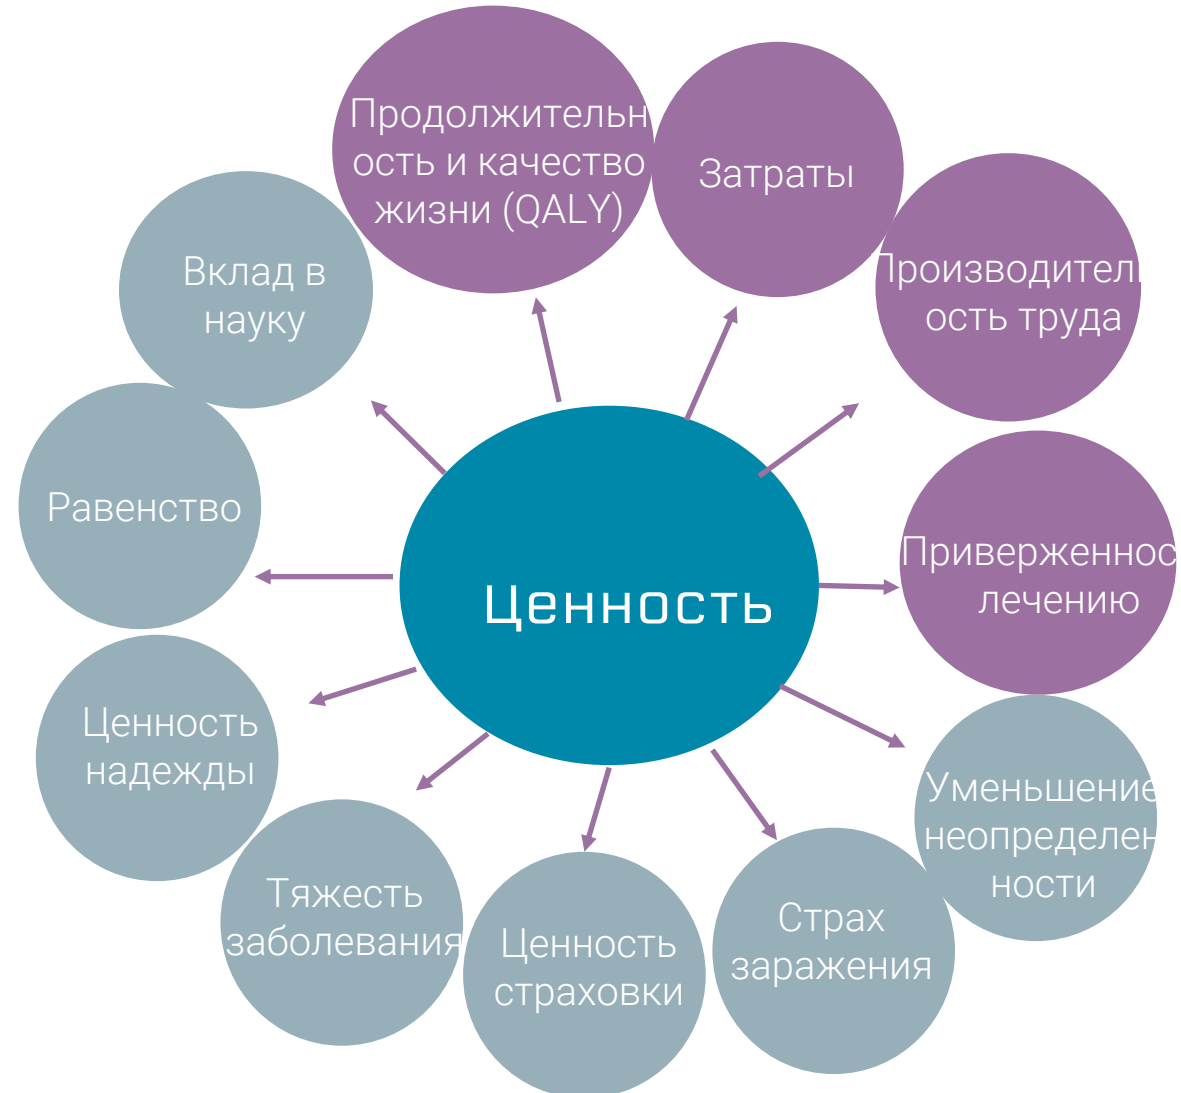 Продолжительн
ость и качество
жизни (QALY)
Затраты
Производитель
ость труда
Приверженнос
лечению
Уменьшение
неопределен
ности
Страх
заражения
Ценность
страховки
Тяжесть
заболевания
Ценность
надежды
Равенство
Вклад в
науку
Ценность